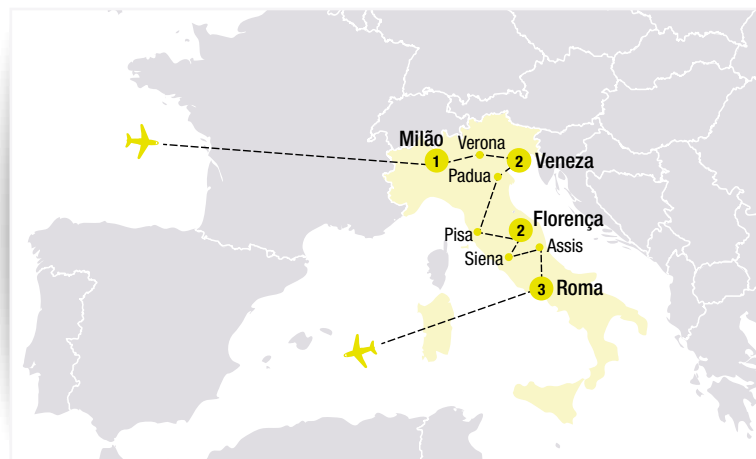 Milão
1
Verona
2
Veneza
Padua
Florença
2
Pisa
Assis
Siena
3
Roma